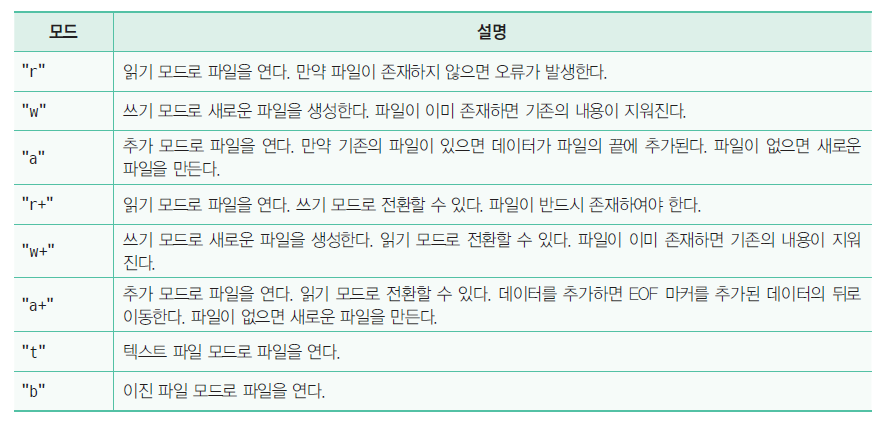 모드 설명
"r" 읽기 모드로 파일을 연다. 만약 파일이 존재하지 않으면 오류가 발생한다.
"w" 쓰기 모드로 새로운 파일을 생성한다. 파일이 이미 존재하면 기존의 내용이 지워진다.
"a" 추가 모드로 파일을 연다. 만약 기존의 파일이 있으면 데이터가 파일의 끝에 추가된다. 파일이 없으면 새로운
파일을 만든다.
"r+" 읽기 모드로 파일을 연다. 쓰기 모드로 전환할 수 있다. 파일이 반드시 존재하여야 한다.
"w+" 쓰기 모드로 새로운 파일을 생성한다. 읽기 모드로 전환할 수 있다. 파일이 이미 존재하면 기존의 내용이 지워
진다.
"a+" 추가 모드로 파일을 연다. 읽기 모드로 전환할 수 있다. 데이터를 추가하면 EOF 마커를 추가된 데이터의 뒤로
이동한다. 파일이 없으면 새로운 파일을 만든다.
"t" 텍스트 파일 모드로 파일을 연다.
"b" 이진 파일 모드로 파일을 연다.